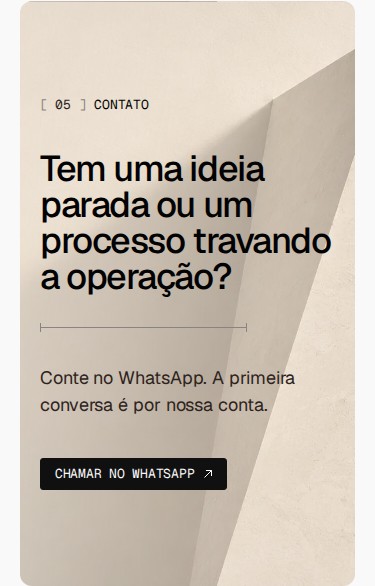 [ 05 ] CONTATO
Tem uma ideia
parada ou um
processo travando
a operação?
Conte no WhatsApp. A primeira
conversa é por nossa conta.
CHAMAR NO WHATSAPP ↗